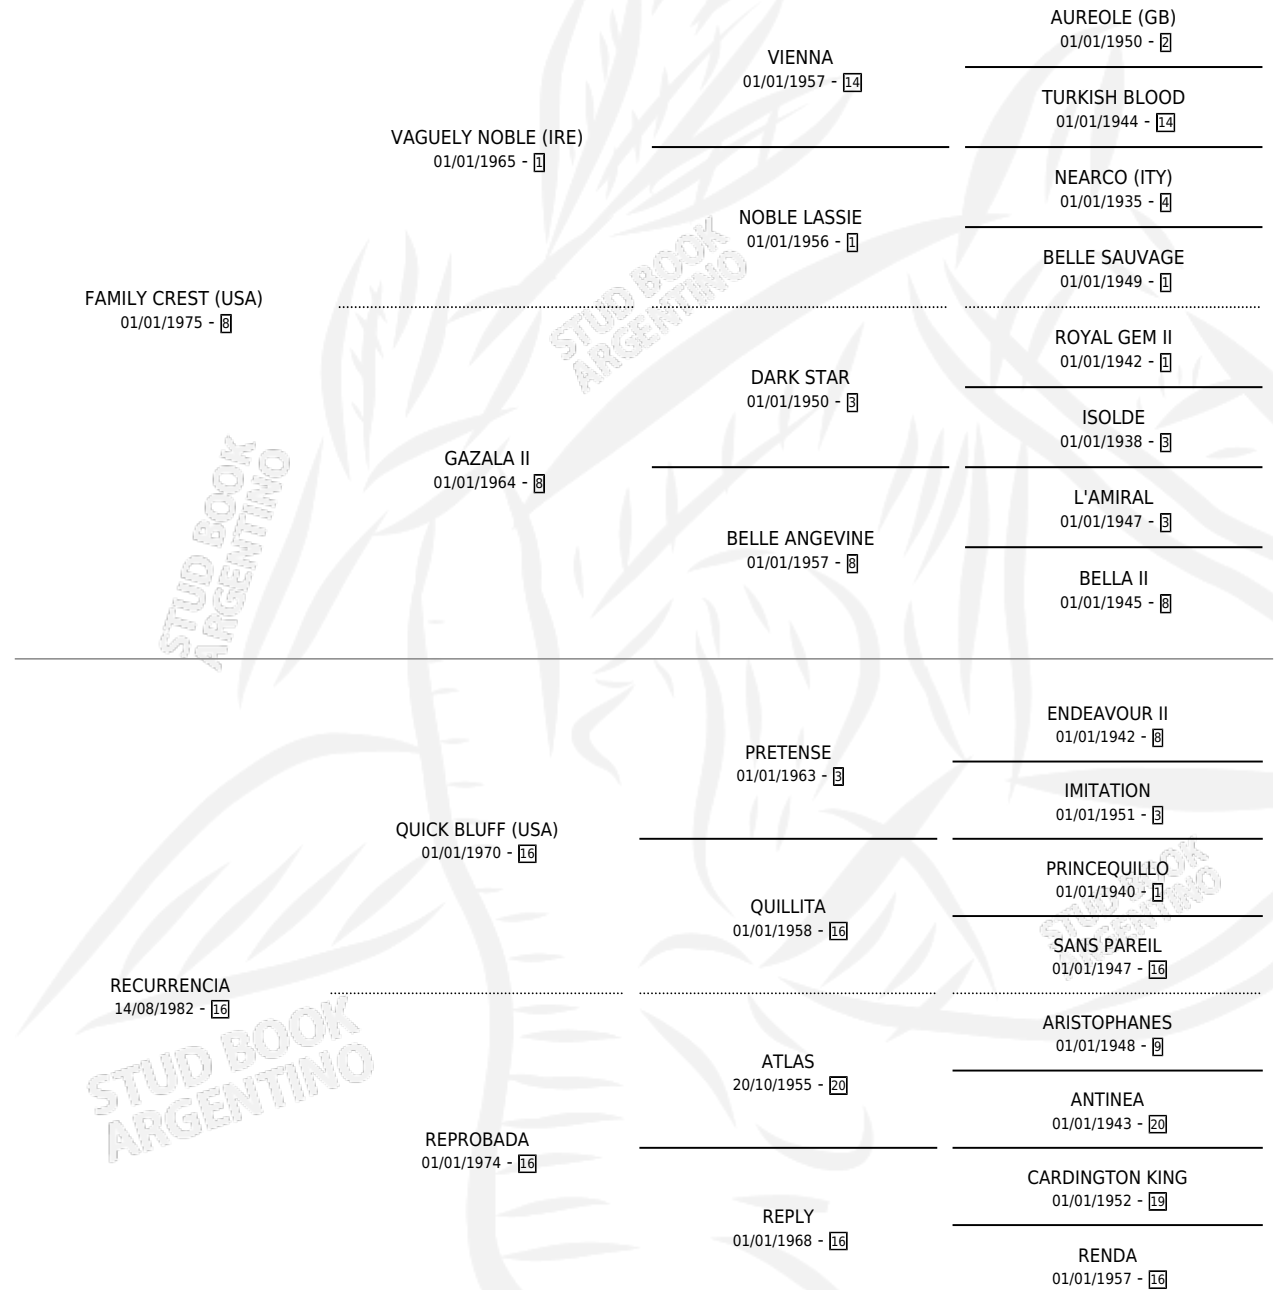 AUREOLE (GB)
01/01/1950 - 2
VIENNA
01/01/1957 - 14
TURKISH BLOOD
01/01/1944 - 14
VAGUELY NOBLE (IRE)
01/01/1965 - 1
NEARCO (ITY)
01/01/1935 - 4
NOBLE LASSIE
01/01/1956 - 1
BELLE SAUVAGE
01/01/1949 - 1
FAMILY CREST (USA)
01/01/1975 - 8
ROYAL GEM II
01/01/1942 - 1
DARK STAR
01/01/1950 - 3
ISOLDE
01/01/1938 - 3
GAZALA II
01/01/1964 - 8
L'AMIRAL
01/01/1947 - 3
BELLE ANGEVINE
01/01/1957 - 8
BELLA II
01/01/1945 - 8
ENDEAVOUR II
01/01/1942 - 8
PRETENSE
01/01/1963 - 3
IMITATION
01/01/1951 - 3
QUICK BLUFF (USA)
01/01/1970 - 16
PRINCEQUILLO
01/01/1940 - 1
QUILLITA
01/01/1958 - 16
SANS PAREIL
01/01/1947 - 16
RECURRENCIA
14/08/1982 - 16
ARISTOPHANES
01/01/1948 - 9
ATLAS
20/10/1955 - 20
ANTINEA
01/01/1943 - 20
REPROBADA
01/01/1974 - 16
CARDINGTON KING
01/01/1952 - 19
REPLY
01/01/1968 - 16
RENDA
01/01/1957 - 16
STUD BOOK
ARGENTINO
STUD BOOK
ARGENTINO
STUD BOOK
ARGENTINO
STUD BOOK
ARGENTINO